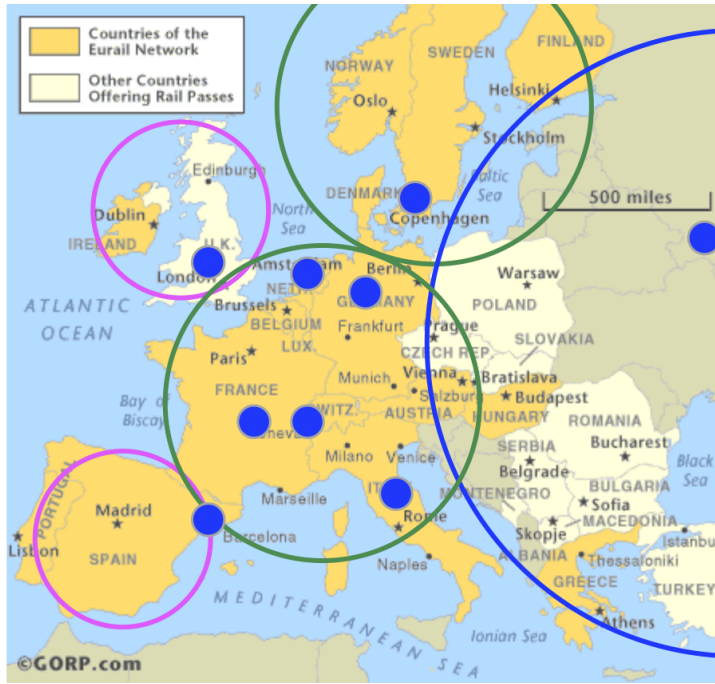 Countries of the
Eurail Network
Other Countries
Offering Rail Passes
NORWAY
SWEDEN
FINLAND
Oslo
Helsinki
Stockholm
Edinburgh
North
Sea
DENMARK
Baltic
Sea
500 miles
Dublin
IRELAND
U.K.
Copenhagen
London
Amsterdam
NETH.
Berlin
GERMANY
Warsaw
POLAND
ATLANTIC
OCEAN
Brussels
BELGIUM
LUX.
Frankfurt
Prague
CZECH REP.
SLOVAKIA
Paris
Vienna
Bratislava
Munich
Salzburg
Budapest
FRANCE
SWITZ.
AUSTRIA
HUNGARY
Bay of
Biscay
Geneva
ROMANIA
Milano
Venice
SERBIA
Bucharest
Belgrade
Black
Sea
PORTUGAL
Marseille
MONTENEGRO
BULGARIA
Sofia
Madrid
Rome
MACEDONIA
Skopje
Lisbon
Barcelona
Istanbu
SPAIN
Naples
ALBANIA
Thessaloniki
GREECE
TURKEY
MEDITERRANEAN SEA
Ionian Sea
Athens
©GORP.com